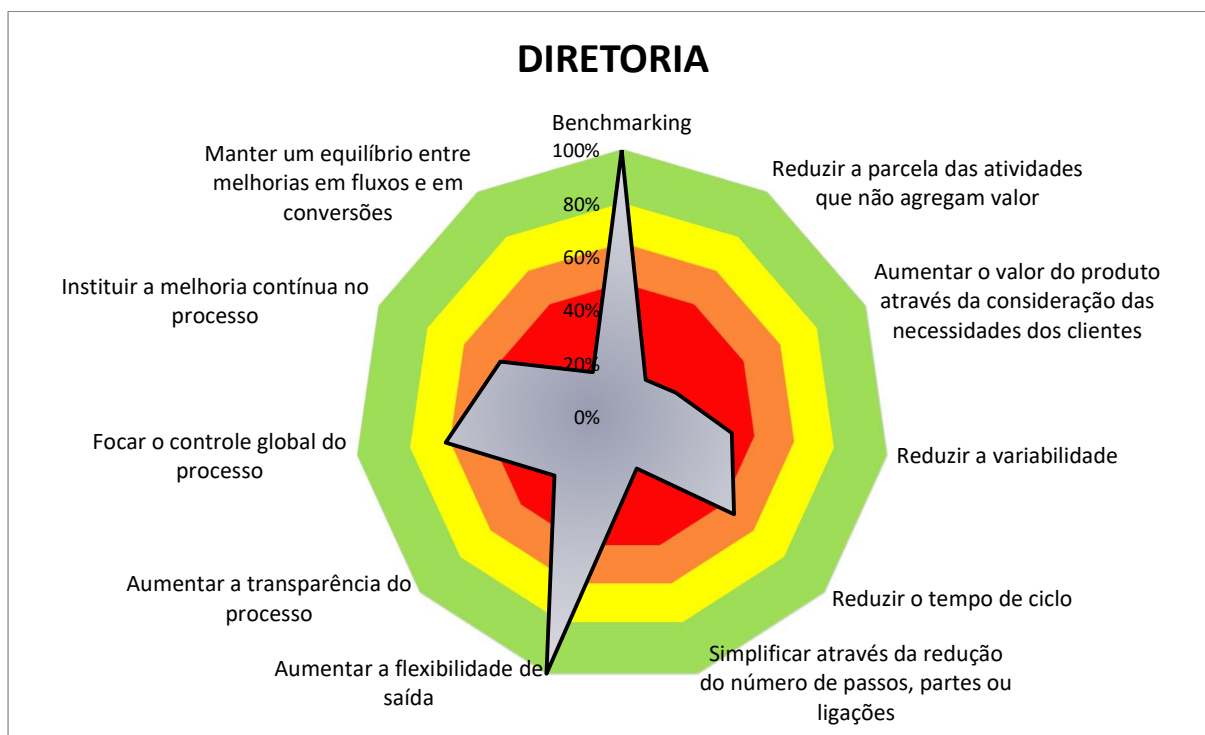 DIRETORIA
Benchmarking
100%
80%
60%
40%
20%
0%
Reduzir a parcela das atividades
que não agregam valor
Aumentar o valor do produto
através da consideração das
necessidades dos clientes
Reduzir a variabilidade
Reduzir o tempo de ciclo
Simplificar através da redução
do número de passos, partes ou
ligações
Aumentar a flexibilidade de
saída
Aumentar a transparência do
processo
Focar o controle global do
processo
Instituir a melhoria contínua no
processo
Manter um equilíbrio entre
melhorias em fluxos e em
conversões